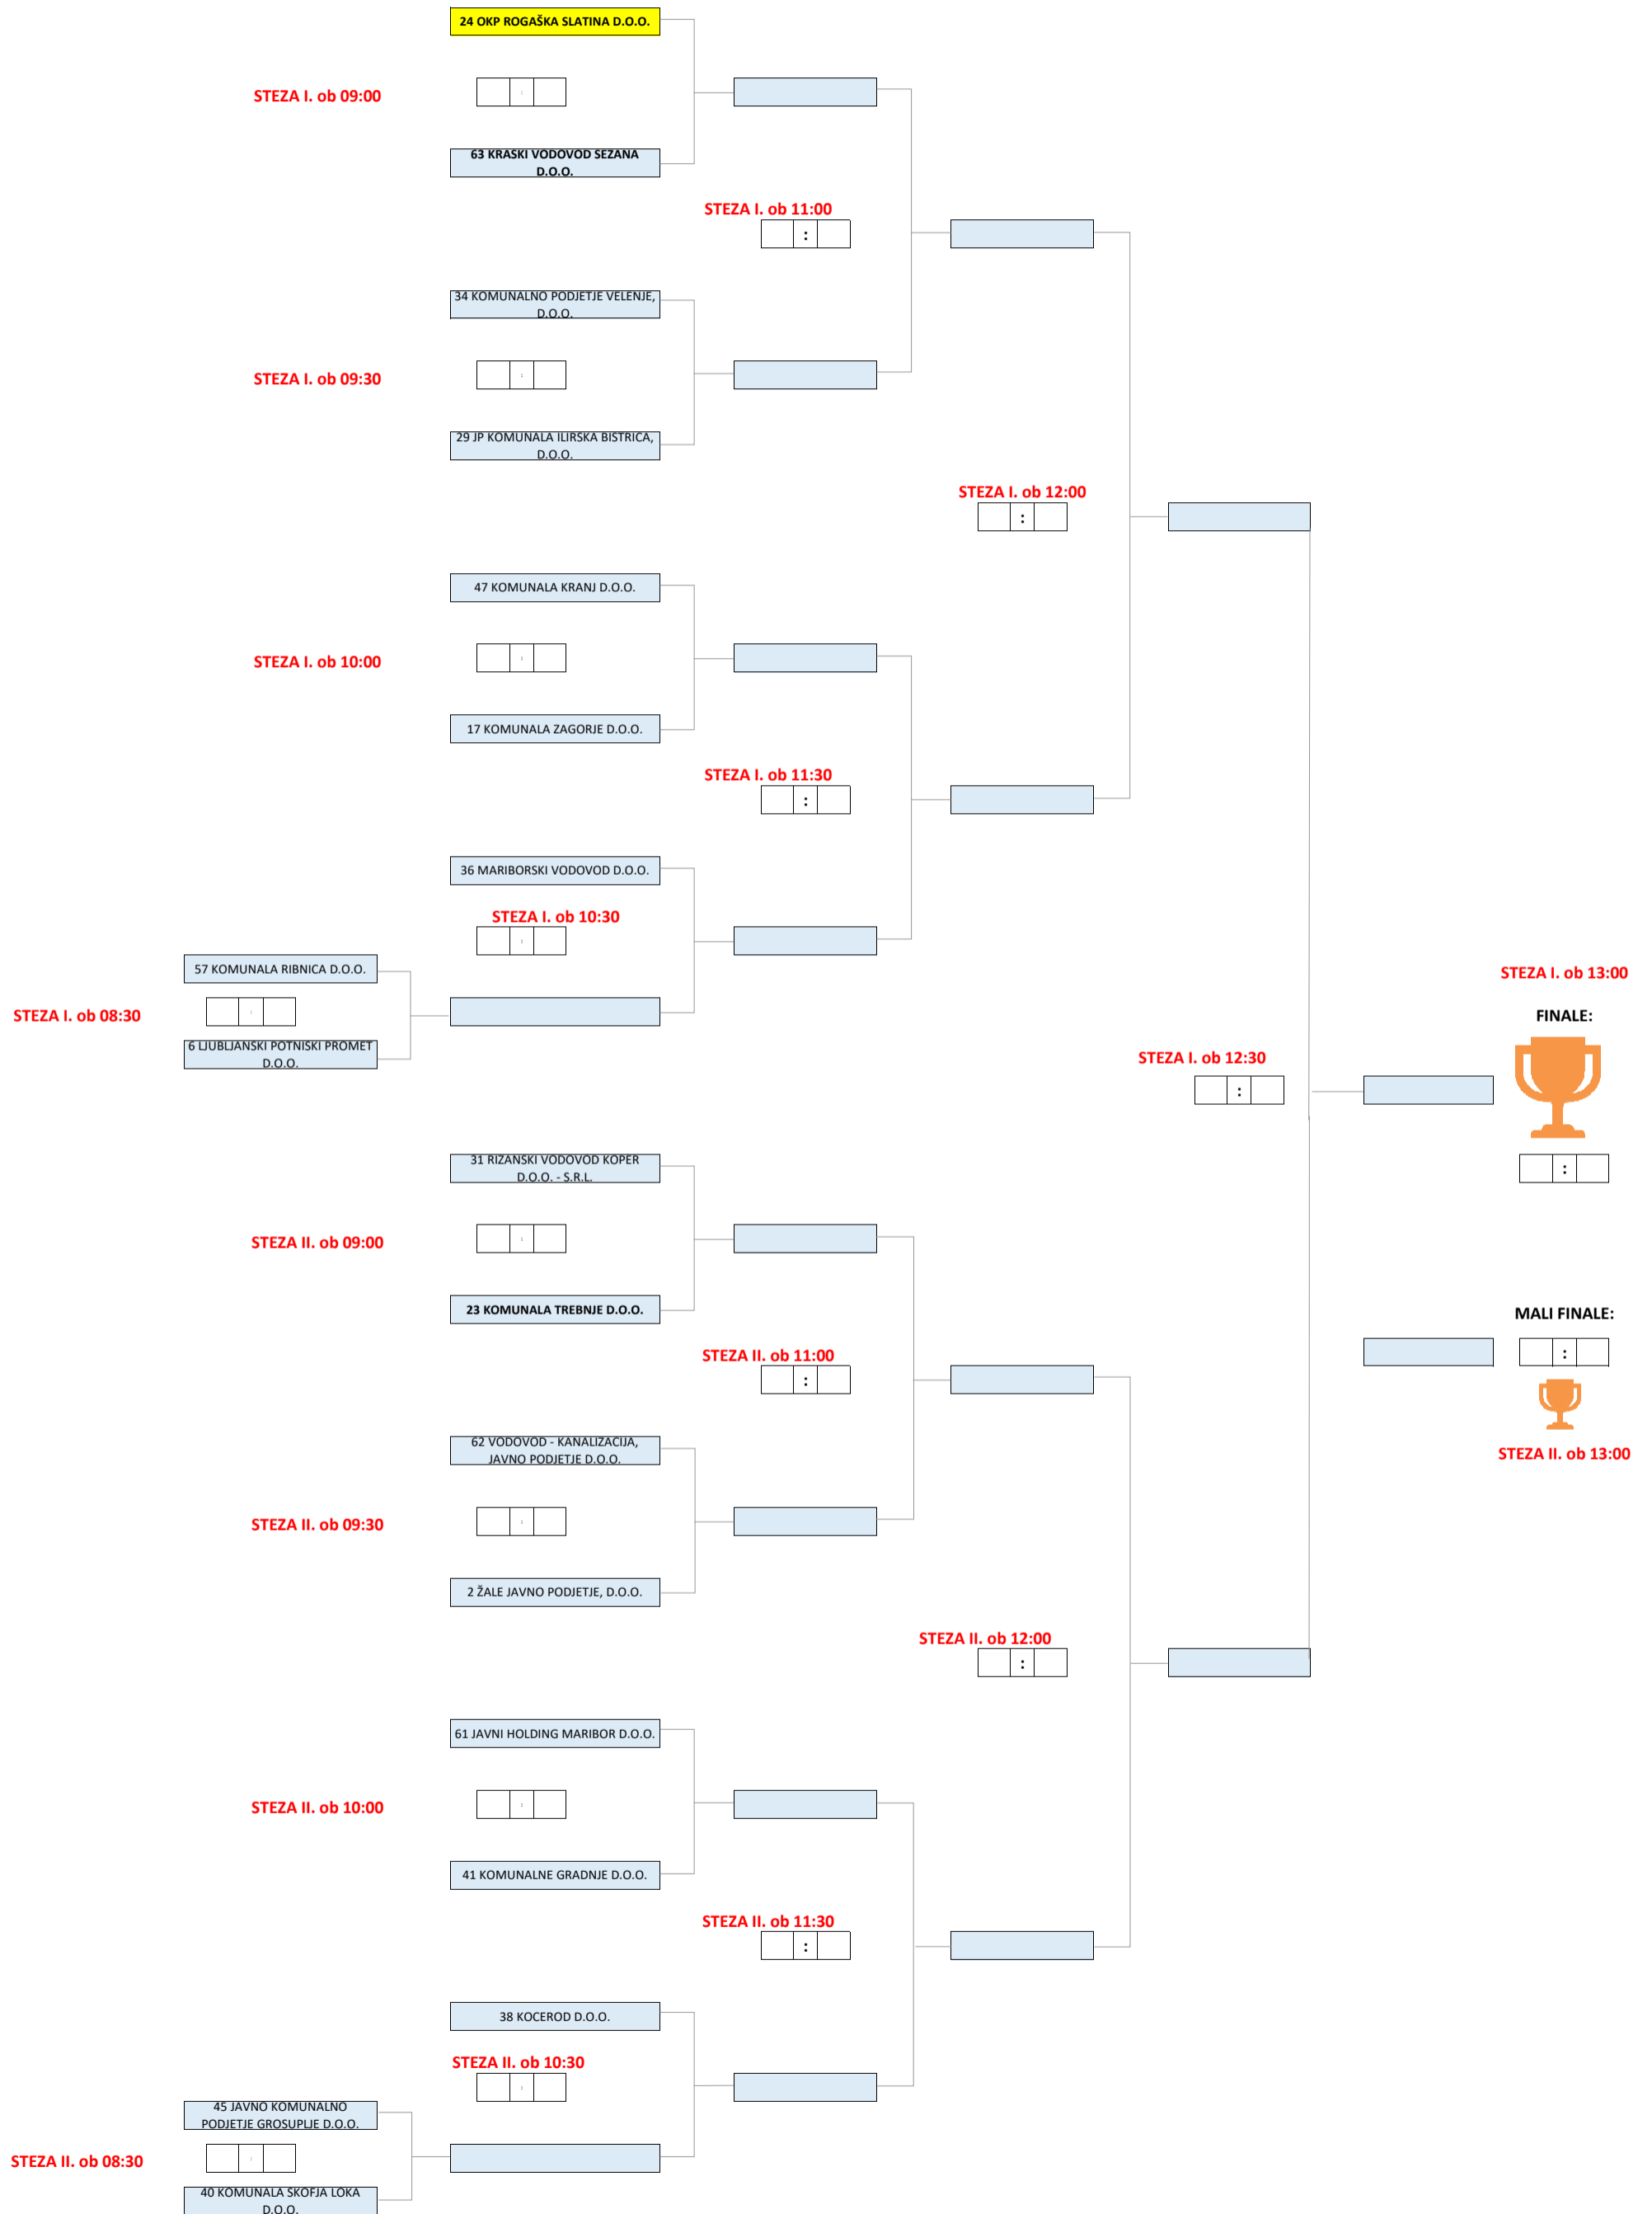 24 OKP ROGAŠKA SLATINA D.O.O.
STEZA I. ob 09:00
:
63 KRASKI VODOVOD SEZANA
D.O.O.
STEZA I. ob 11:00
:
34 KOMUNALNO PODJETJE VELENJE,
D.O.O.
STEZA I. ob 09:30
:
29 JP KOMUNALA ILIRSKA BISTRICA,
D.O.O.
STEZA I. ob 12:00
:
47 KOMUNALA KRANJ D.O.O.
STEZA I. ob 10:00
:
17 KOMUNALA ZAGORJE D.O.O.
STEZA I. ob 11:30
:
36 MARIBORSKI VODOVOD D.O.O.
STEZA I. ob 10:30
:
57 KOMUNALA RIBNICA D.O.O.
STEZA I. ob 08:30
:
6 LJUBLJANSKI POTNISKI PROMET
D.O.O.
STEZA I. ob 13:00
FINALE:
STEZA I. ob 12:30
:
:
31 RIZANSKI VODOVOD KOPER
D.O.O. - S.R.L.
STEZA II. ob 09:00
:
23 KOMUNALA TREBNJE D.O.O.
MALI FINALE:
:
STEZA II. ob 13:00
STEZA II. ob 11:00
:
62 VODOVOD - KANALIZACIJA,
JAVNO PODJETJE D.O.O.
STEZA II. ob 09:30
:
2 ŽALE JAVNO PODJETJE, D.O.O.
STEZA II. ob 12:00
:
61 JAVNI HOLDING MARIBOR D.O.O.
STEZA II. ob 10:00
:
41 KOMUNALNE GRADNJE D.O.O.
STEZA II. ob 11:30
:
38 KOCEROD D.O.O.
STEZA II. ob 10:30
:
45 JAVNO KOMUNALNO
PODJETJE GROSUPLJE D.O.O.
STEZA II. ob 08:30
:
40 KOMUNALA SKOFJA LOKA
D.O.O.